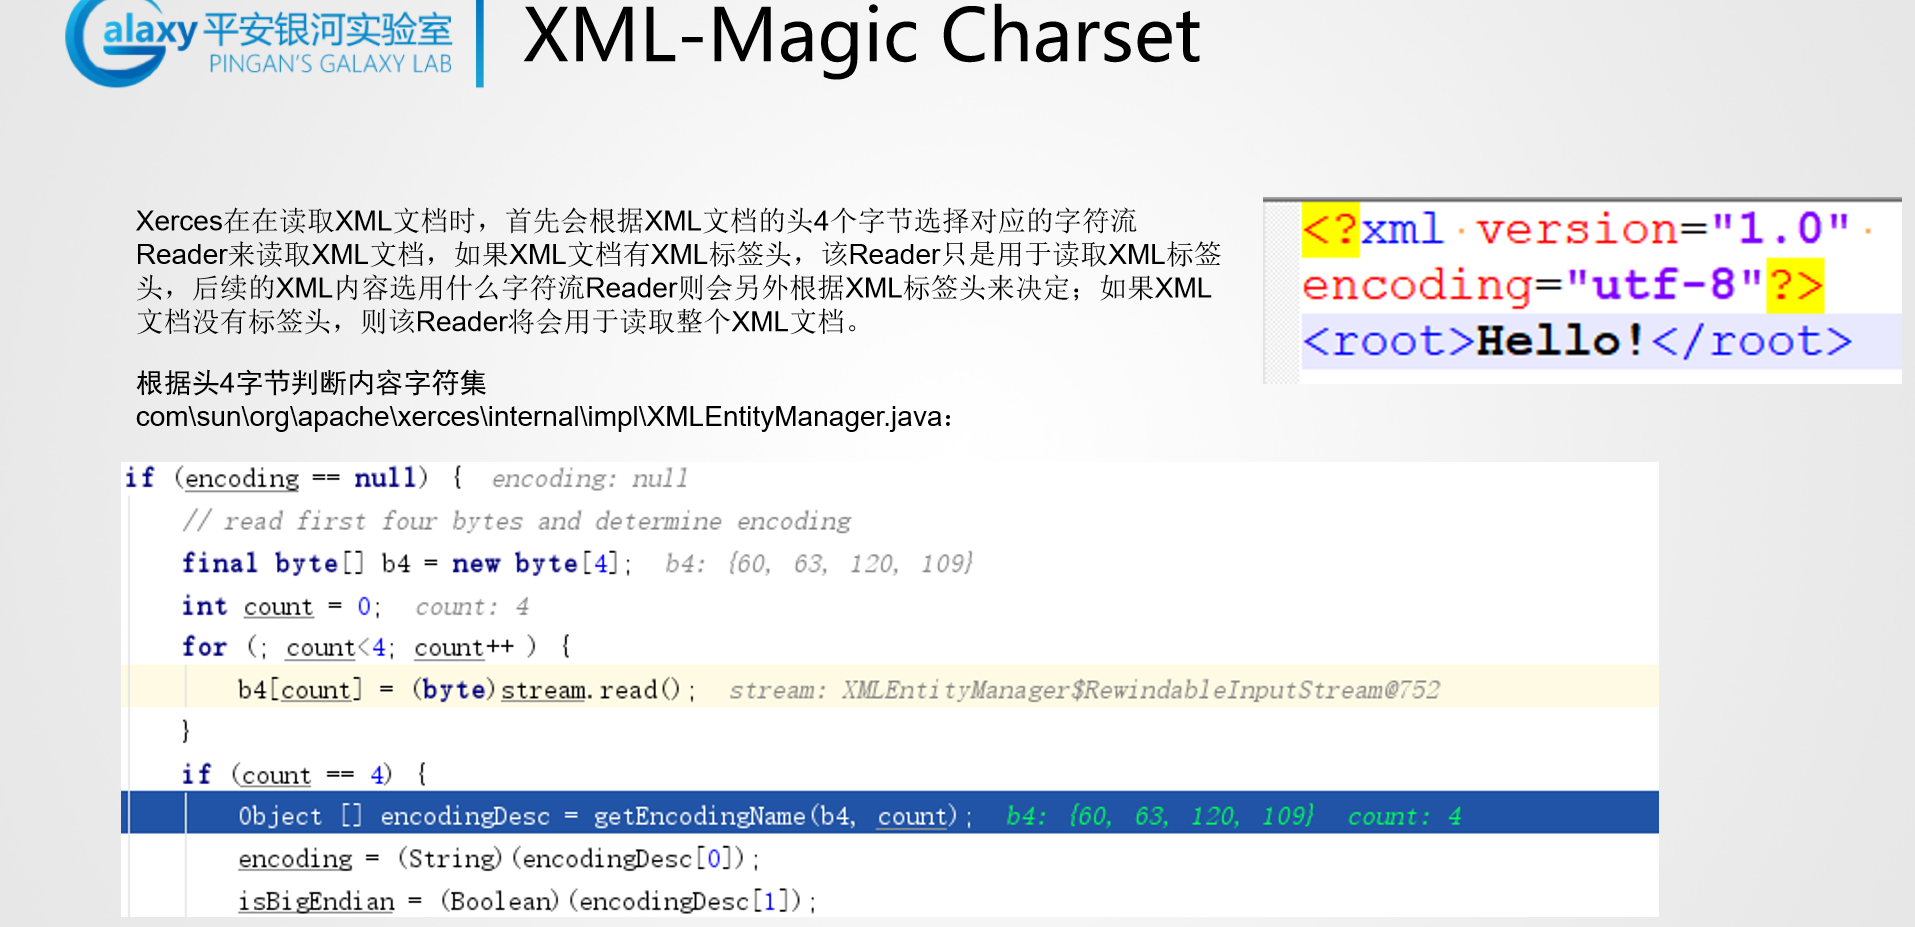 Galaxy 平安银河实验室
PINGAN'S GALAXY LAB
XML-Magic Charset
Xerces在在读取XML文档时，首先会根据XML文档的头4个字节选择对应的字符流
Reader来读取XML文档，如果XML文档有XML标签头，该Reader只是用于读取XML标签
头，后续的XML内容选用什么字符流Reader则会另外根据XML标签头来决定；如果XML
文档没有标签头，则该Reader将会用于读取整个XML文档。
<?xml version="1.0"
encoding="utf-8"?>
<root>Hello!</root>
根据头4字节判断内容字符集
com\sun\org\apache\xerces\internal\impl\XMLEntityManager.java：
if (encoding == null) { encoding: null
// read first four bytes and determine encoding
final byte[] b4 = new byte[4]; b4: {60, 63, 120, 109}
int count = 0; count: 4
for (; count<4; count++ ) {
b4[count] = (byte)stream.read(); stream: XMLEntityManager$RewindableInputStream@752
}
if (count == 4) {
Object [] encodingDesc = getEncodingName(b4, count); b4: {60, 63, 120, 109} count: 4
encoding = (String)(encodingDesc[0]);
isBigEndian = (Boolean)(encodingDesc[1]);